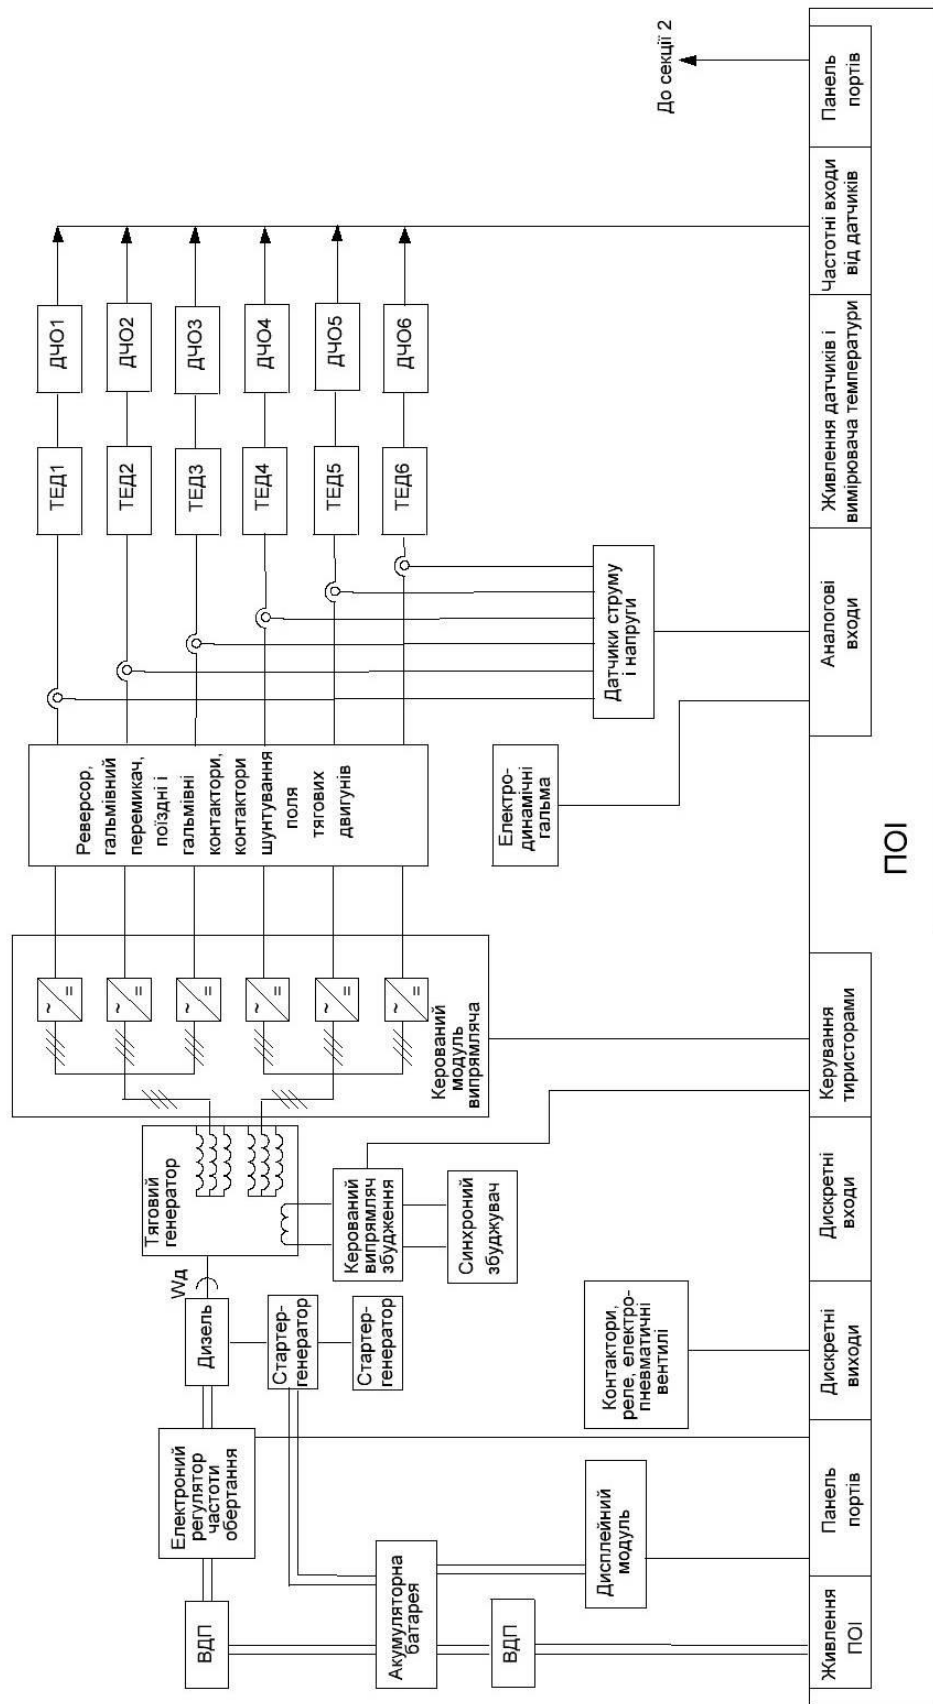 ВДП
Електроний
регулятор
частоти
обертання
Дизель
Wд
Тяговий
генератор
Керований
модуль
випрямляча
~
=
~
=
~
=
~
=
~
=
~
=
Реверсор,
гальмівний
перемикач,
поїздні і
гальмівні
контактори,
контактори
шунтування
поля
тягових
двигунів
ТЕД1
ДЧО1
ТЕД2
ДЧО2
ТЕД3
ДЧО3
ТЕД4
ДЧО4
ТЕД5
ДЧО5
ТЕД6
ДЧО6
Стартер-
генератор
Стартер-
генератор
Керований
випрямляч
збудження
Синхроний
збуджувач
Акумуляторна
батарея
ВДП
Дисплейний
модуль
Контактори,
реле, електро-
пневматичні
вентилі
Електро-
динамічні
гальма
Датчики струму
і напруги
До секції 2
Живлення
ПОІ
Панель
портів
Дискретні
виходи
Дискретні
входи
Керування
тиристорами
Аналогові
входи
Живлення датчиків і
вимірювача температури
Частотні входи
від датчиків
Панель
портів
ПОІ